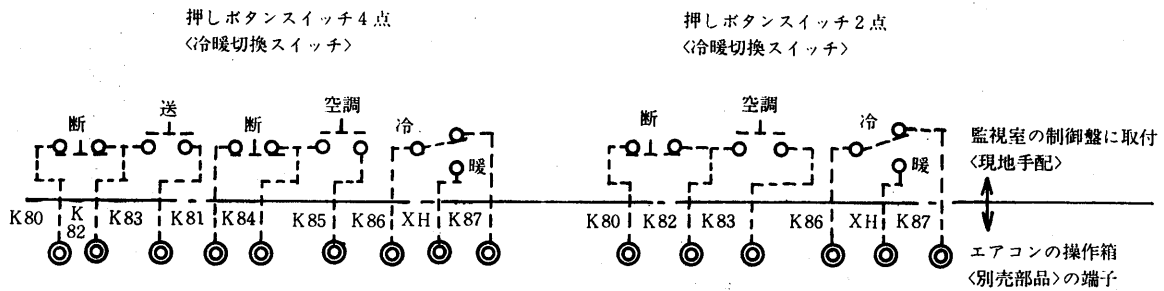 押しボタンスイッチ4点
〈冷暖切換スイッチ〉
押しボタンスイッチ2点
〈冷暖切換スイッチ〉
断
送
断
空調
冷
暖
断
空調
冷
暖
監視室の制御盤に取付
〈現地手配〉
K80
K82
K83
K81
K84
K85
K86
XH
K87
K80
K82
K83
K86
XH
K87
エアコンの操作箱
〈別売部品〉の端子